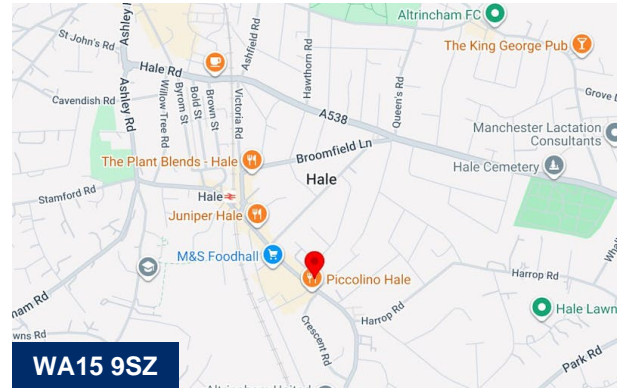 Altrincham FC
The King George Pub
St John's Rd
Ashley Rd
Hale Rd
Ashfield Rd
Hawthorn Rd
Queen's Rd
Cavendish Rd
Ashley Rd
Willow Tree Rd
Byrom St
Bold St
Brown St
Victoria Rd
A538
Grove L
Manchester Lactation
Consultants
The Plant Blends - Hale
Broomfield Ln
Hale
Hale Cemetery
Stamford Rd
Hale
Juniper Hale
M&S Foodhall
Piccolino Hale
Harrop Rd
Harrop Rd
Hale Lawn
Crescent Rd
Park Rd
WA15 9SZ